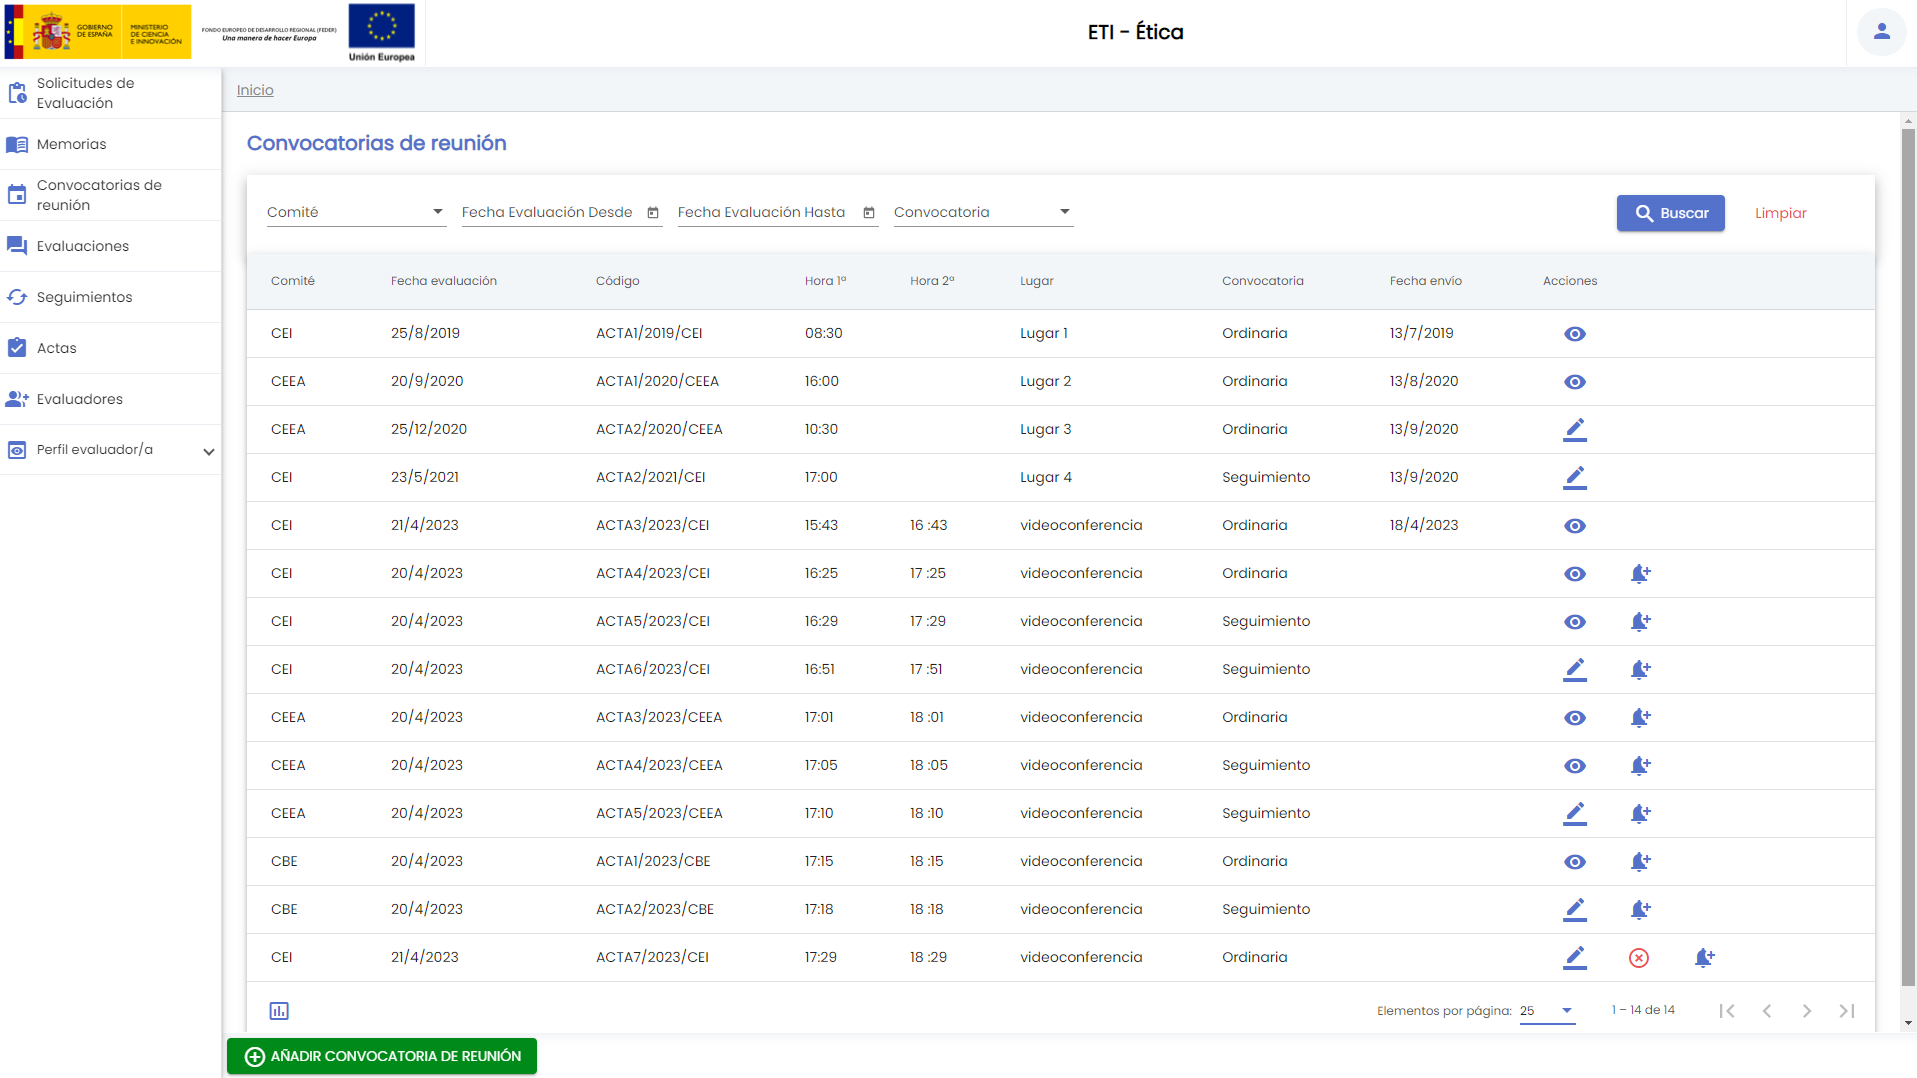 GOBIERNO DE ESPAÑA
MINISTERIO DE CIENCIA E INNOVACIÓN
FONDO EUROPEO DE DESARROLLO REGIONAL (FEDER)
Una manera de hacer Europa
Unión Europea
ETI - Ética
Solicitudes de Evaluación
Memorias
Convocatorias de reunión
Evaluaciones
Seguimientos
Actas
Evaluadores
Perfil evaluador/a
Inicio
Convocatorias de reunión
Comité Fecha Evaluación Desde Fecha Evaluación Hasta Convocatoria Buscar Limpiar
Comité Fecha evaluación Código Hora 1ª Hora 2ª Lugar Convocatoria Fecha envío Acciones
CEI 25/8/2019 ACTA1/2019/CEI 08:30 Lugar 1 Ordinaria 13/7/2019
CEEA 20/9/2020 ACTA1/2020/CEEA 16:00 Lugar 2 Ordinaria 13/8/2020
CEEA 25/12/2020 ACTA2/2020/CEEA 10:30 Lugar 3 Ordinaria 13/9/2020
CEI 23/5/2021 ACTA2/2021/CEI 17:00 Lugar 4 Seguimiento 13/9/2020
CEI 21/4/2023 ACTA3/2023/CEI 15:43 16 :43 videoconferencia Ordinaria 18/4/2023
CEI 20/4/2023 ACTA4/2023/CEI 16:25 17 :25 videoconferencia Ordinaria
CEI 20/4/2023 ACTA5/2023/CEI 16:29 17 :29 videoconferencia Seguimiento
CEI 20/4/2023 ACTA6/2023/CEI 16:51 17 :51 videoconferencia Seguimiento
CEEA 20/4/2023 ACTA3/2023/CEEA 17:01 18 :01 videoconferencia Ordinaria
CEEA 20/4/2023 ACTA4/2023/CEEA 17:05 18 :05 videoconferencia Seguimiento
CEEA 20/4/2023 ACTA5/2023/CEEA 17:10 18 :10 videoconferencia Seguimiento
CBE 20/4/2023 ACTA1/2023/CBE 17:15 18 :15 videoconferencia Ordinaria
CBE 20/4/2023 ACTA2/2023/CBE 17:18 18 :18 videoconferencia Seguimiento
CEI 21/4/2023 ACTA7/2023/CEI 17:29 18 :29 videoconferencia Ordinaria
Elementos por página: 25 1 – 14 de 14
AÑADIR CONVOCATORIA DE REUNIÓN